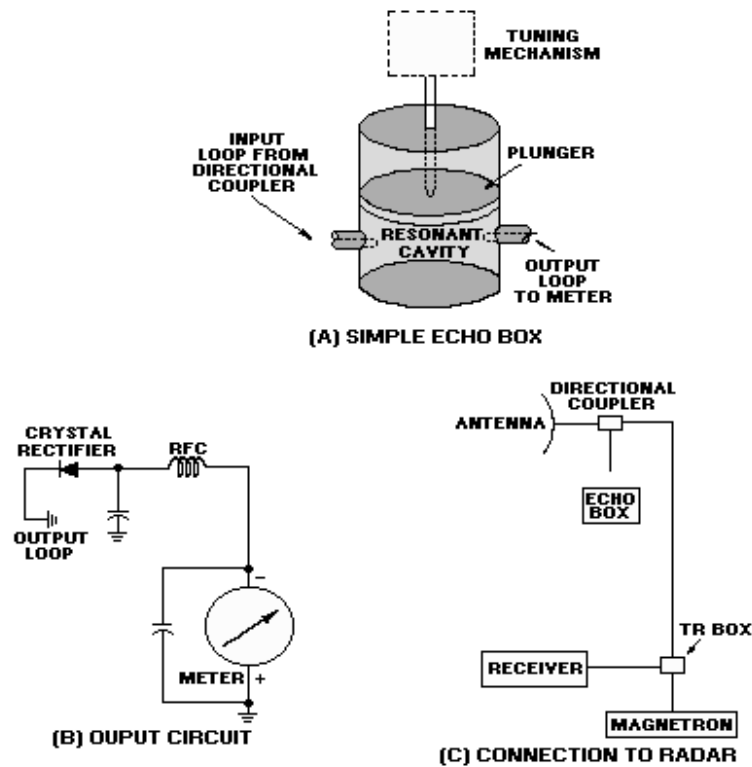 TUNING
MECHANISM
INPUT
LOOP FROM
DIRECTIONAL
COUPLER
PLUNGER
RESONANT
CAVITY
OUTPUT
LOOP
TO METER
(A) SIMPLE ECHO BOX
CRYSTAL
RECTIFIER
RFC
OUTPUT
LOOP
−
METER
+
(B) OUPUT CIRCUIT
DIRECTIONAL
COUPLER
ANTENNA
ECHO
BOX
TR BOX
RECEIVER
MAGNETRON
(C) CONNECTION TO RADAR